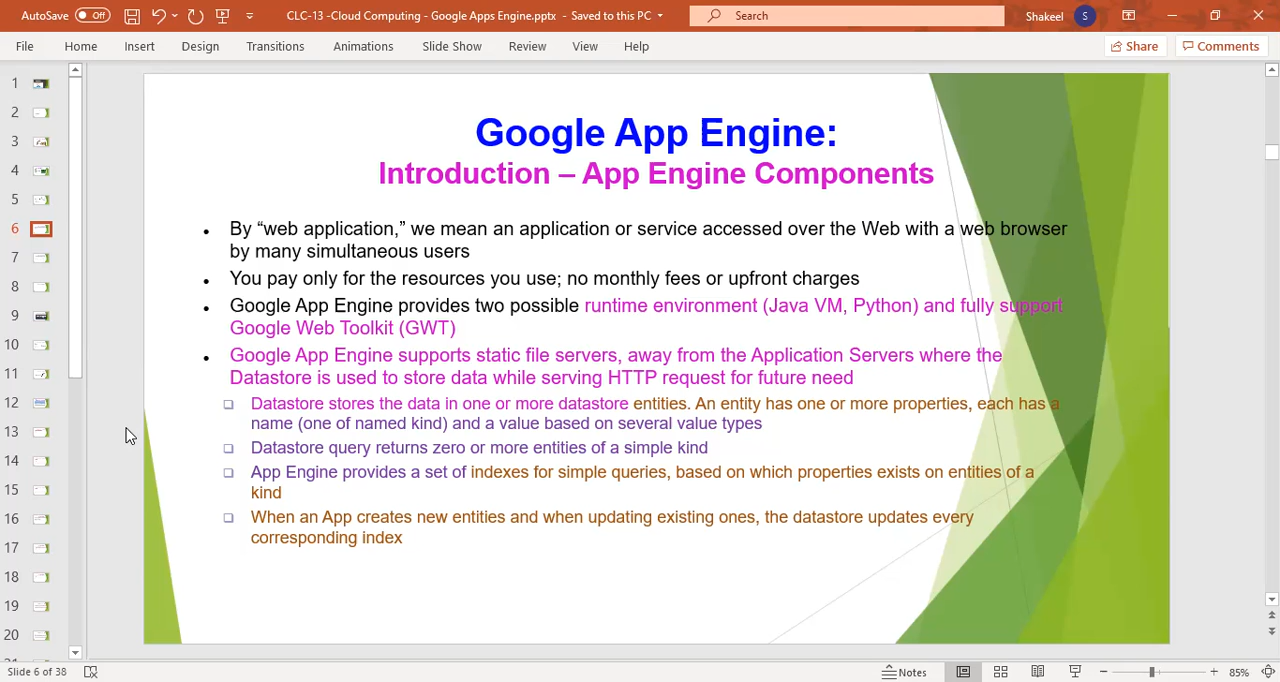 AutoSave Off CLC-13 -Cloud Computing - Google Apps Engine.pptx - Saved to this PC Search Shakeel S
File Home Insert Design Transitions Animations Slide Show Review View Help Share Comments
1
2
3
4
5
6
7
8
9
10
11
12
13
14
15
16
17
18
19
20
Google App Engine:
Introduction – App Engine Components
• By “web application,” we mean an application or service accessed over the Web with a web browser
by many simultaneous users
• You pay only for the resources you use; no monthly fees or upfront charges
• Google App Engine provides two possible runtime environment (Java VM, Python) and fully support
Google Web Toolkit (GWT)
• Google App Engine supports static file servers, away from the Application Servers where the
Datastore is used to store data while serving HTTP request for future need
❑ Datastore stores the data in one or more datastore entities. An entity has one or more properties, each has a
name (one of named kind) and a value based on several value types
❑ Datastore query returns zero or more entities of a simple kind
❑ App Engine provides a set of indexes for simple queries, based on which properties exists on entities of a
kind
❑ When an App creates new entities and when updating existing ones, the datastore updates every
corresponding index
Slide 6 of 38 Notes 85%